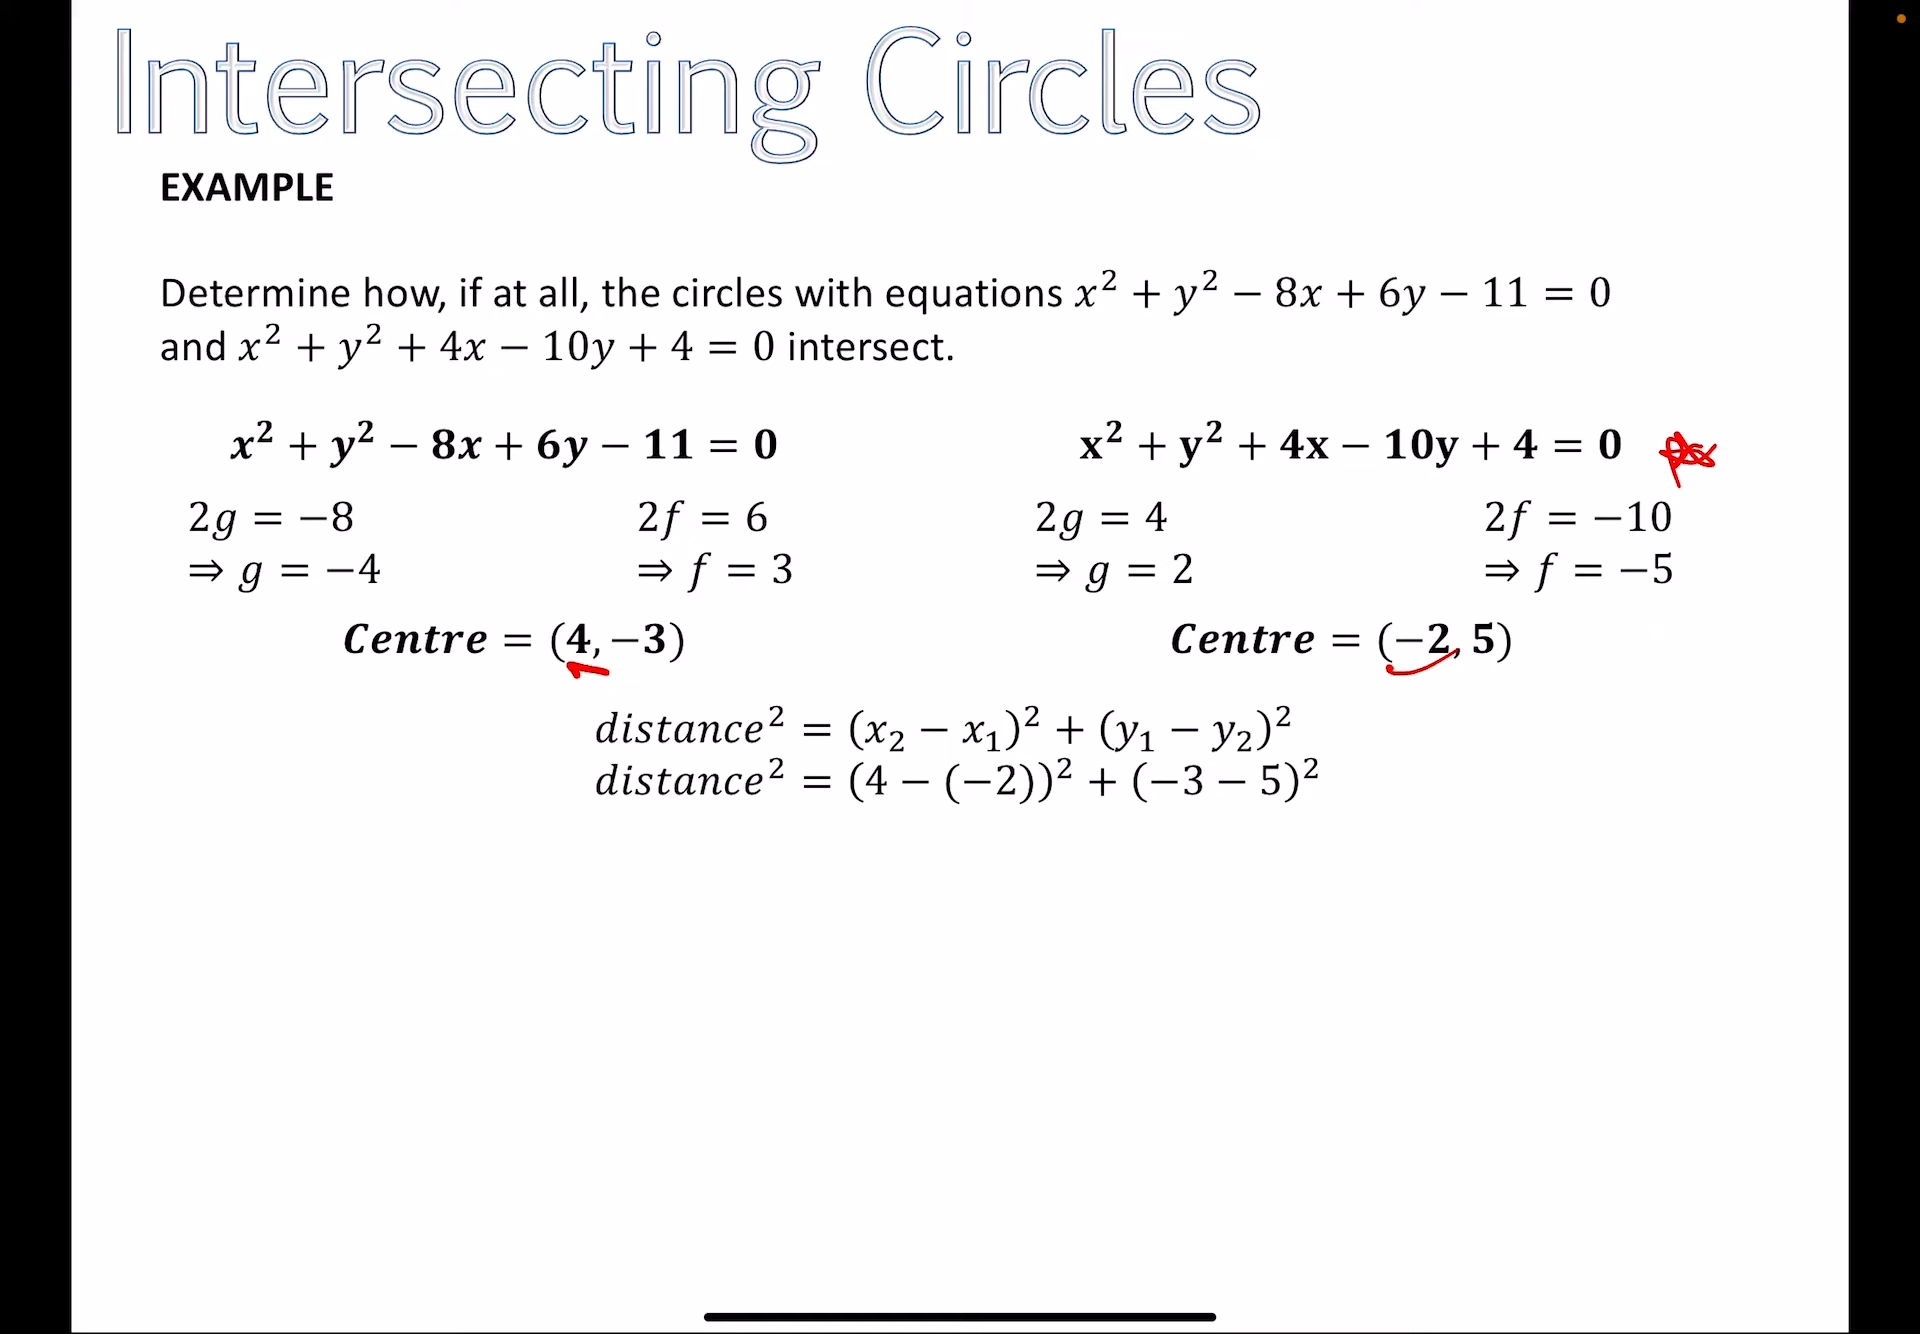 Intersecting Circles
EXAMPLE
Determine how, if at all, the circles with equations x² + y² − 8x + 6y − 11 = 0
and x² + y² + 4x − 10y + 4 = 0 intersect.
x² + y² − 8x + 6y − 11 = 0
x² + y² + 4x − 10y + 4 = 0
2g = −8
2f = 6
2g = 4
2f = −10
⇒ g = −4
⇒ f = 3
⇒ g = 2
⇒ f = −5
Centre = (4, −3)
Centre = (−2, 5)
distance² = (x₂ − x₁)² + (y₁ − y₂)²
distance² = (4 − (−2))² + (−3 − 5)²